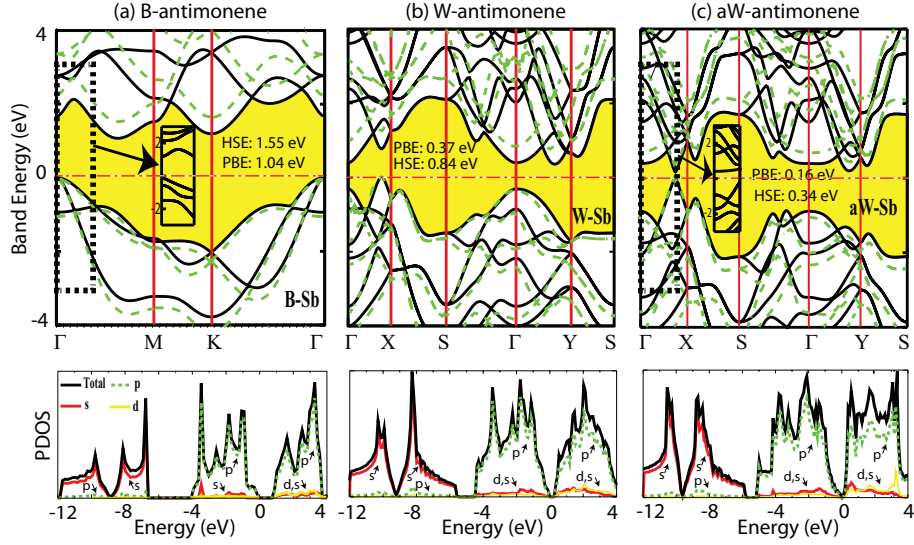 (a) B-antimonene (b) W-antimonene (c) aW-antimonene
Band Energy (eV)
4
0
-4
2
-2
HSE: 1.55 eV
PBE: 1.04 eV
B-Sb
Γ M K Γ
PBE: 0.37 eV
HSE: 0.84 eV
W-Sb
Γ X S Γ Y S
2
-2
PBE: 0.16 eV
HSE: 0.34 eV
aW-Sb
Γ X S Γ Y S
PDOS
Total p
s d
p s s p d,s
s s p d,s p d,s p
s s p d,s p d,s p
-12 -8 -4 0 4
Energy (eV)
-12 -8 -4 0 4
Energy (eV)
-12 -8 -4 0 4
Energy (eV)